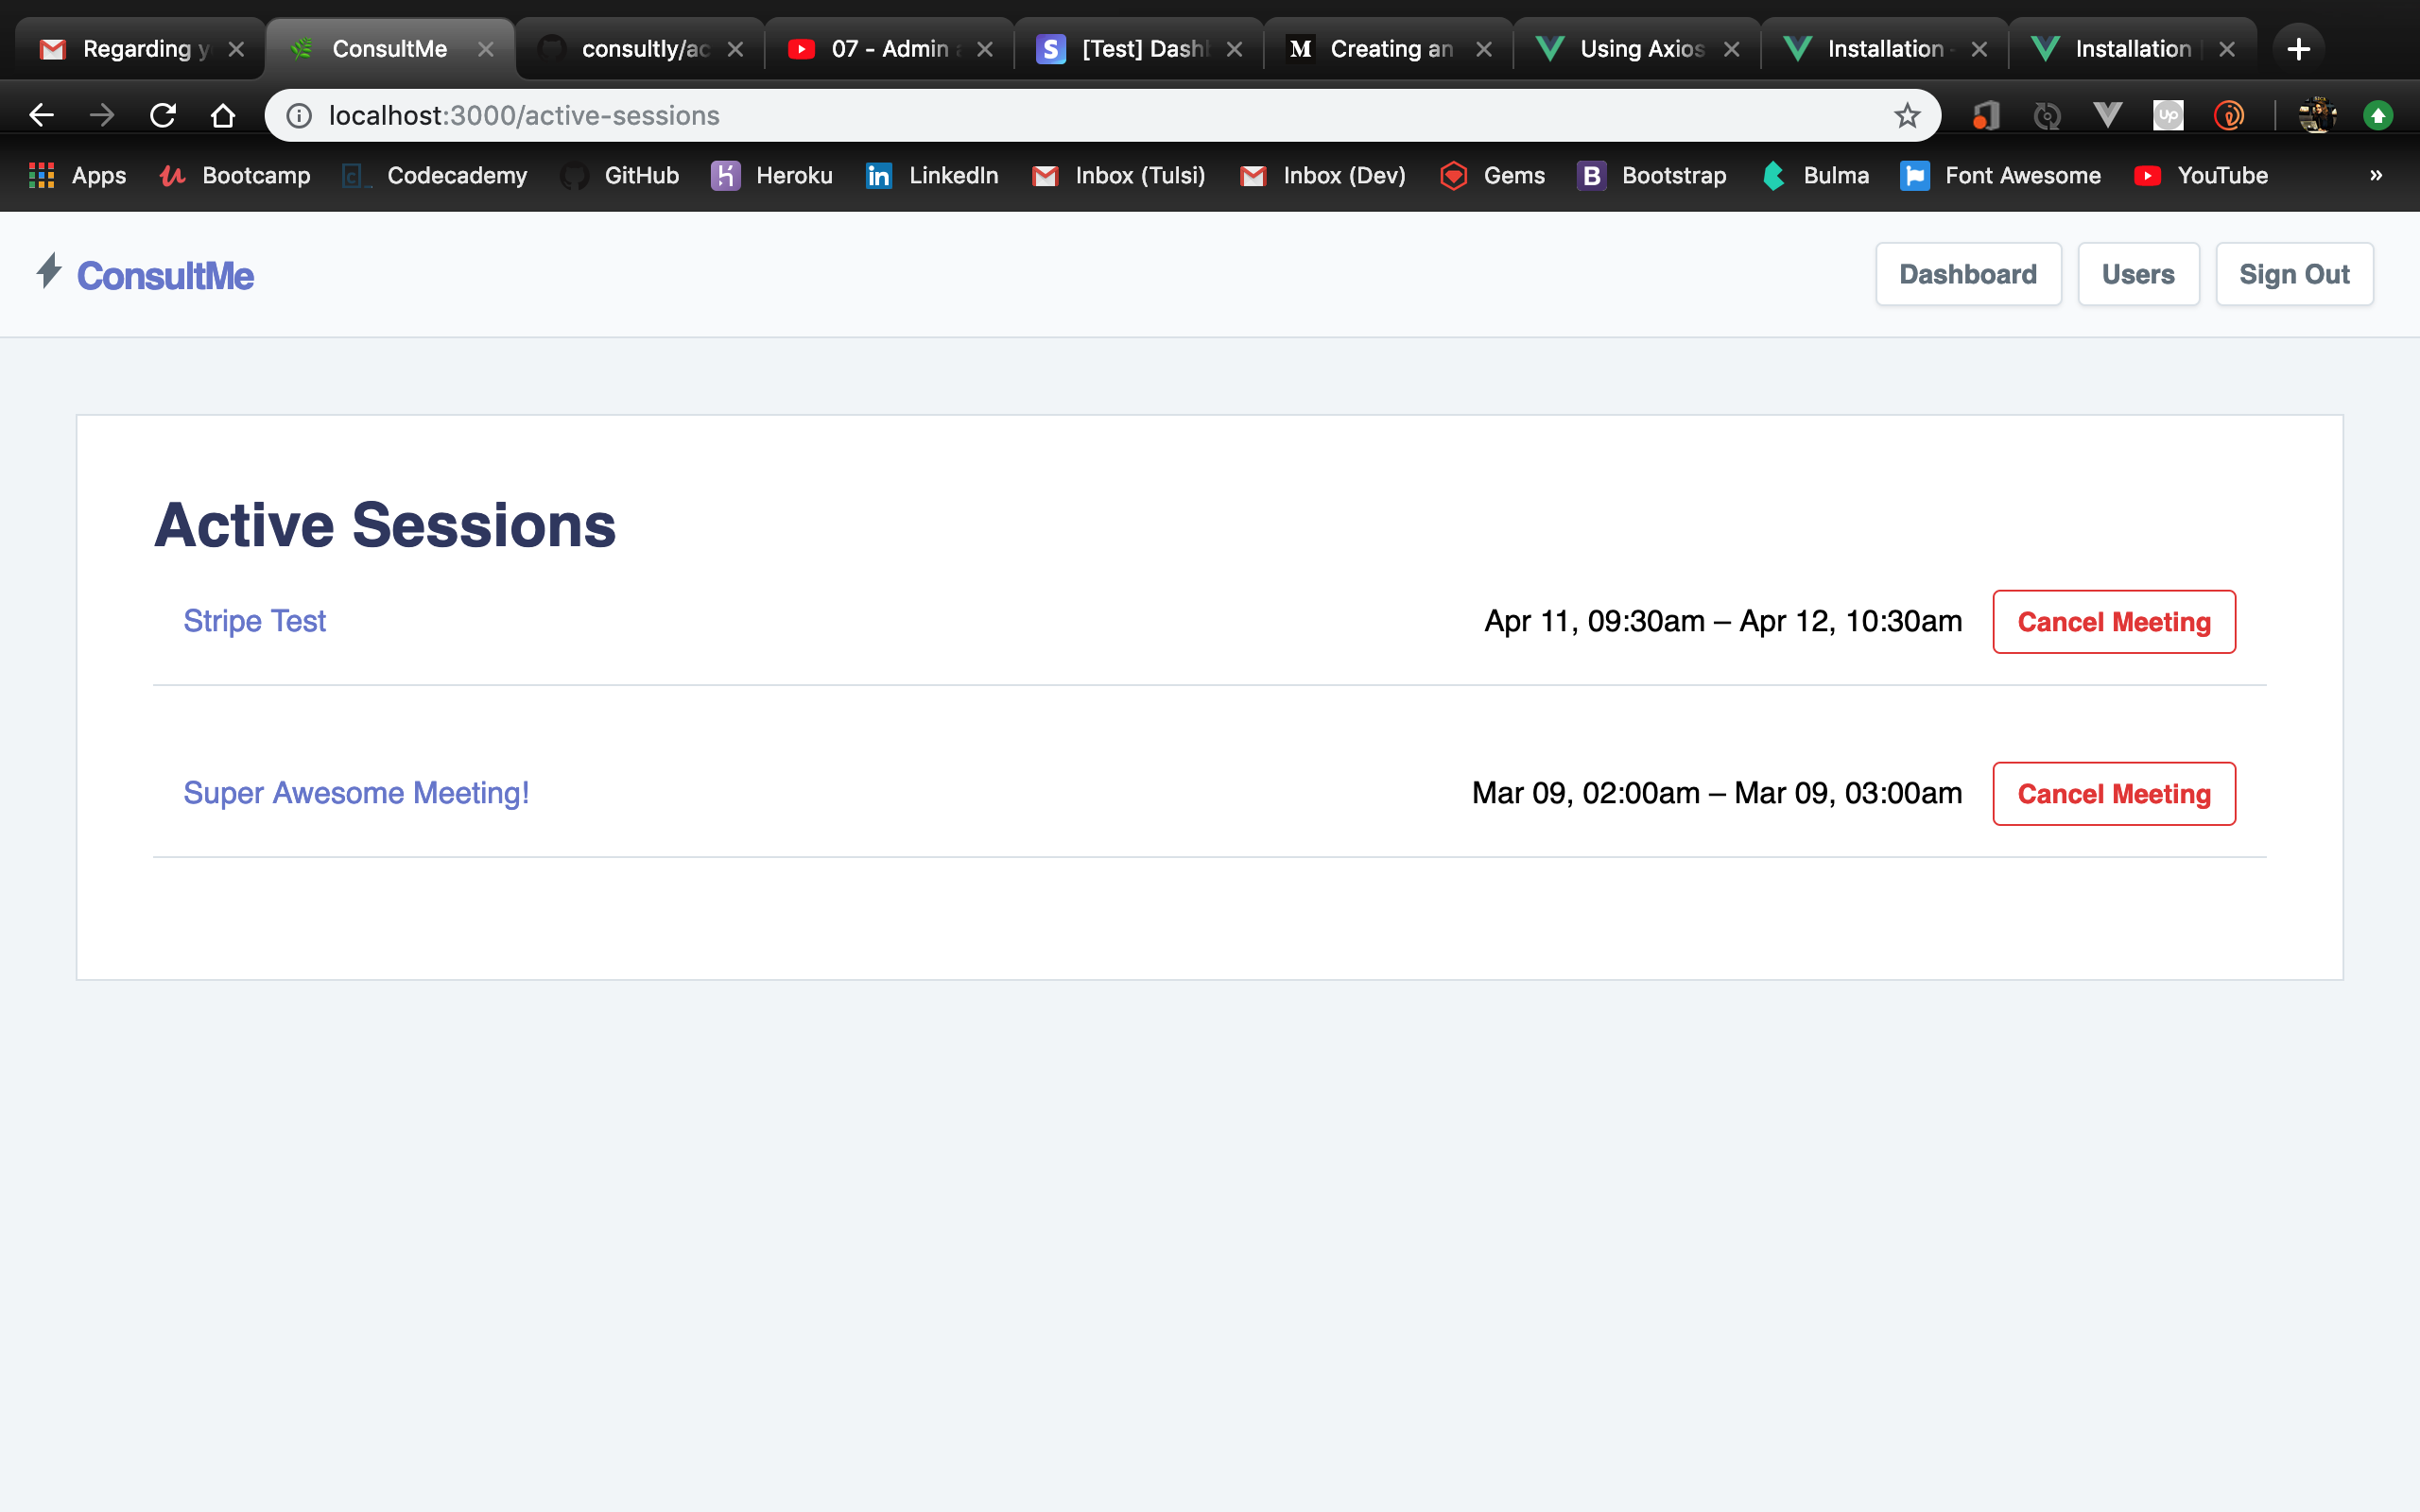 Regarding y
ConsultMe
consultly/ac
07 - Admin
[Test] Dash
Creating an
Using Axios
Installation -
Installation
localhost:3000/active-sessions
Apps
Bootcamp
Codecademy
GitHub
Heroku
LinkedIn
Inbox (Tulsi)
Inbox (Dev)
Gems
Bootstrap
Bulma
Font Awesome
YouTube
»
ConsultMe
Dashboard
Users
Sign Out
Active Sessions
Stripe Test
Apr 11, 09:30am – Apr 12, 10:30am
Cancel Meeting
Super Awesome Meeting!
Mar 09, 02:00am – Mar 09, 03:00am
Cancel Meeting